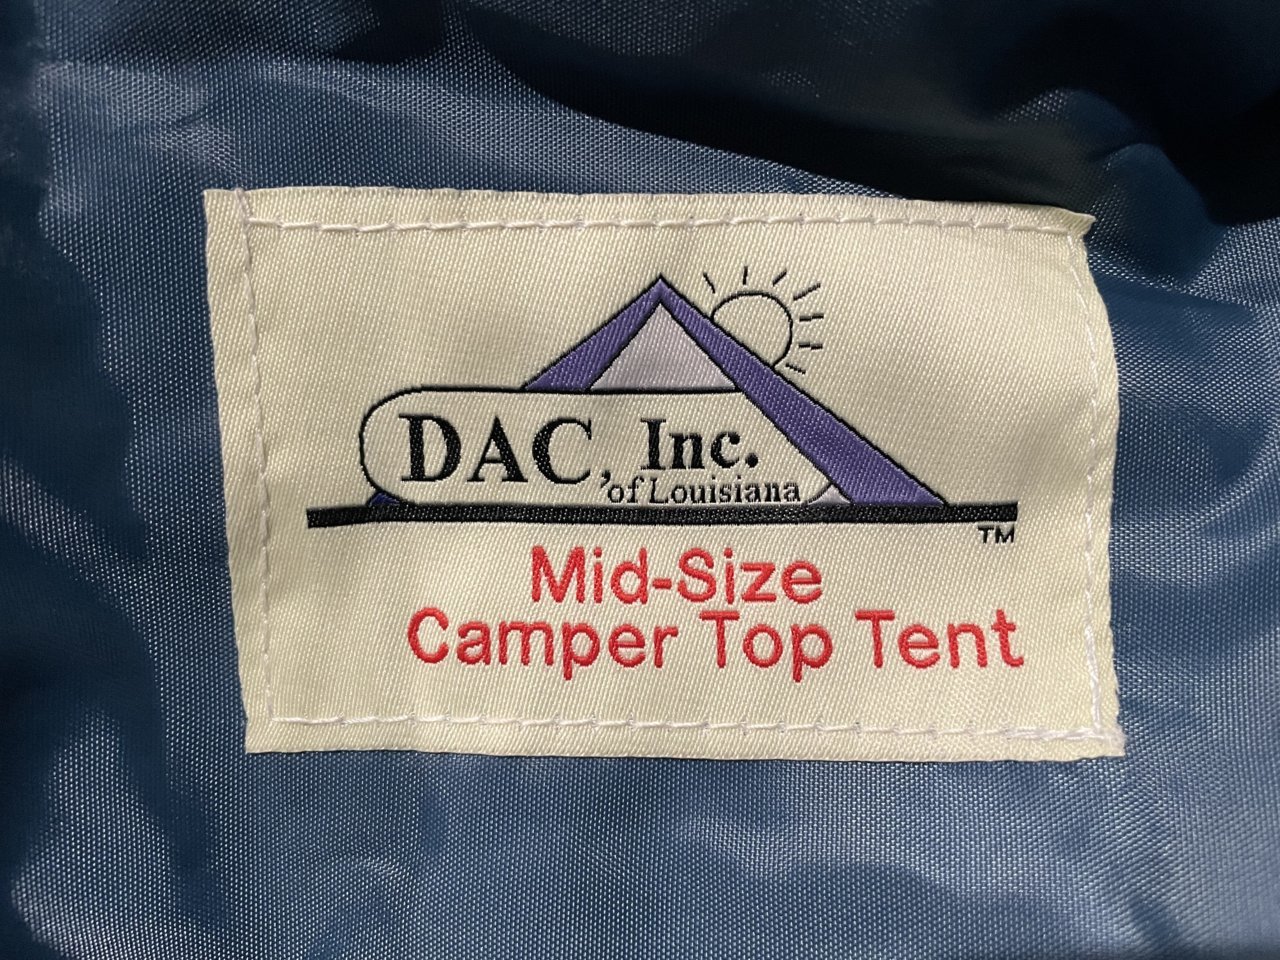 DAC, Inc.
'of Louisiana
TM
Mid-Size
Camper Top Tent